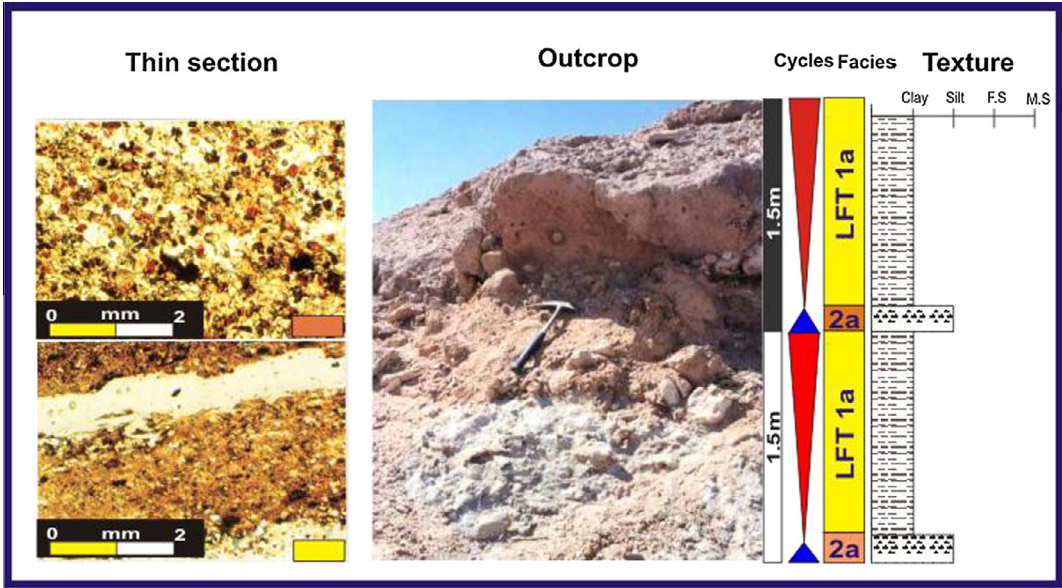 Thin section
Outcrop
Cycles Facies
Texture
Clay Silt F.S M.S
0 mm 2
0 mm 2
1.5m
1.5m
LFT 1a
2a
LFT 1a
2a